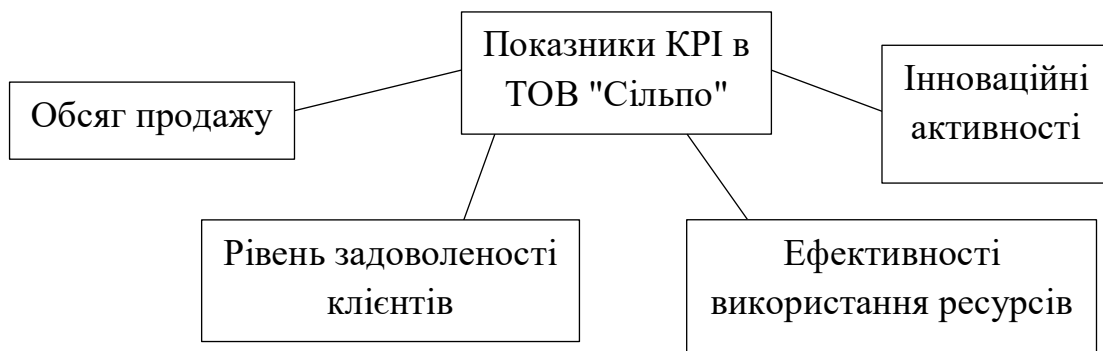 Показники КРІ в
ТОВ "Сільпо"
Інноваційні
активності
Обсяг продажу
Рівень задоволеності
клієнтів
Ефективності
використання ресурсів